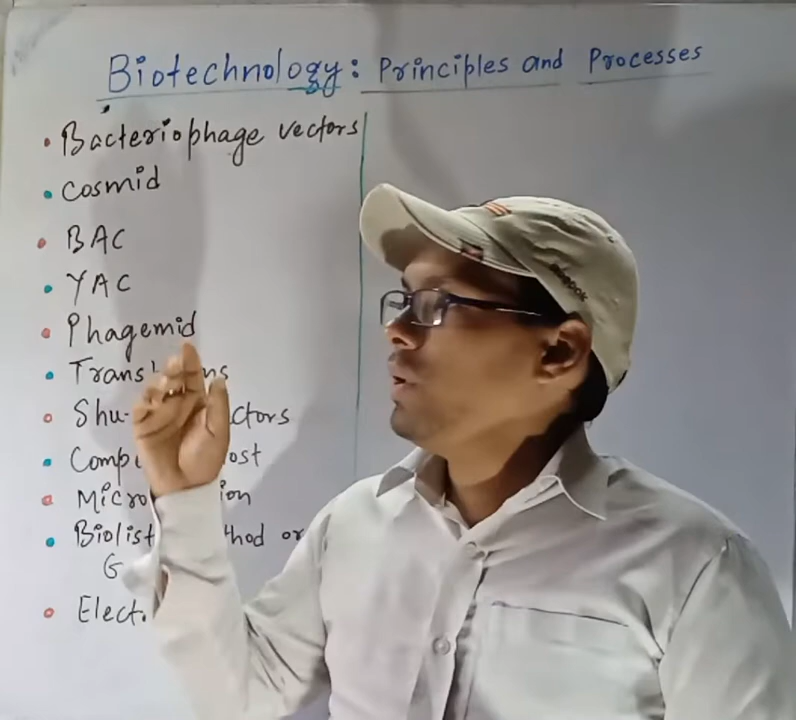 Biotechnology: Principles and Processes
Bacteriophage vectors
Cosmid
BAC
YAC
Phagemid
Shu ctors
Comp ost
Micro ion
Biolist thod or
G
Elect